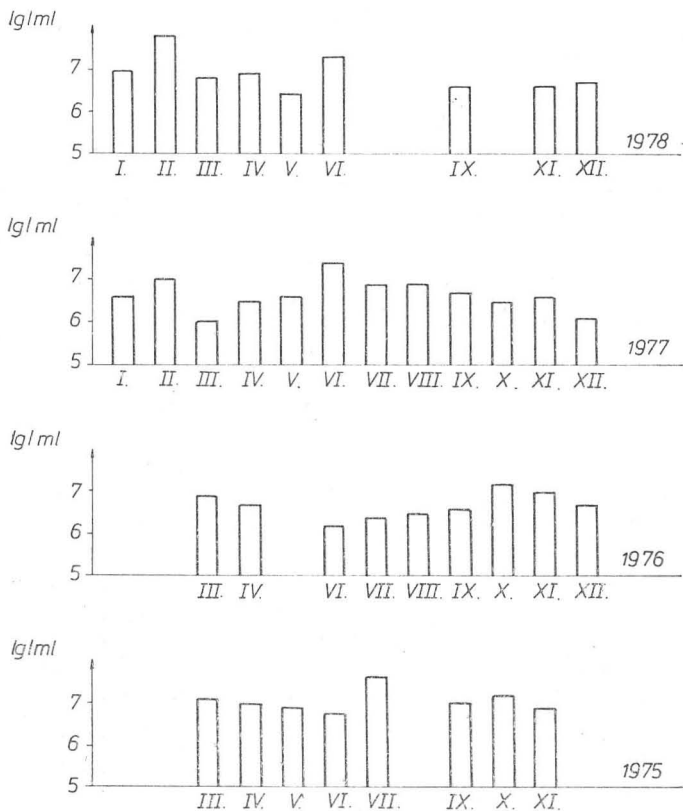 lg/ml
7
6
5
I. II. III. IV. V. VI. IX. XI. XII.
1978
lg/ml
7
6
5
I. II. III. IV. V. VI. VII. VIII. IX. X. XI. XII.
1977
lg/ml
7
6
5
III. IV. VI. VII. VIII. IX. X. XI. XII.
1976
lg/ml
7
6
5
III. IV. V. VI. VII. IX. X. XI.
1975